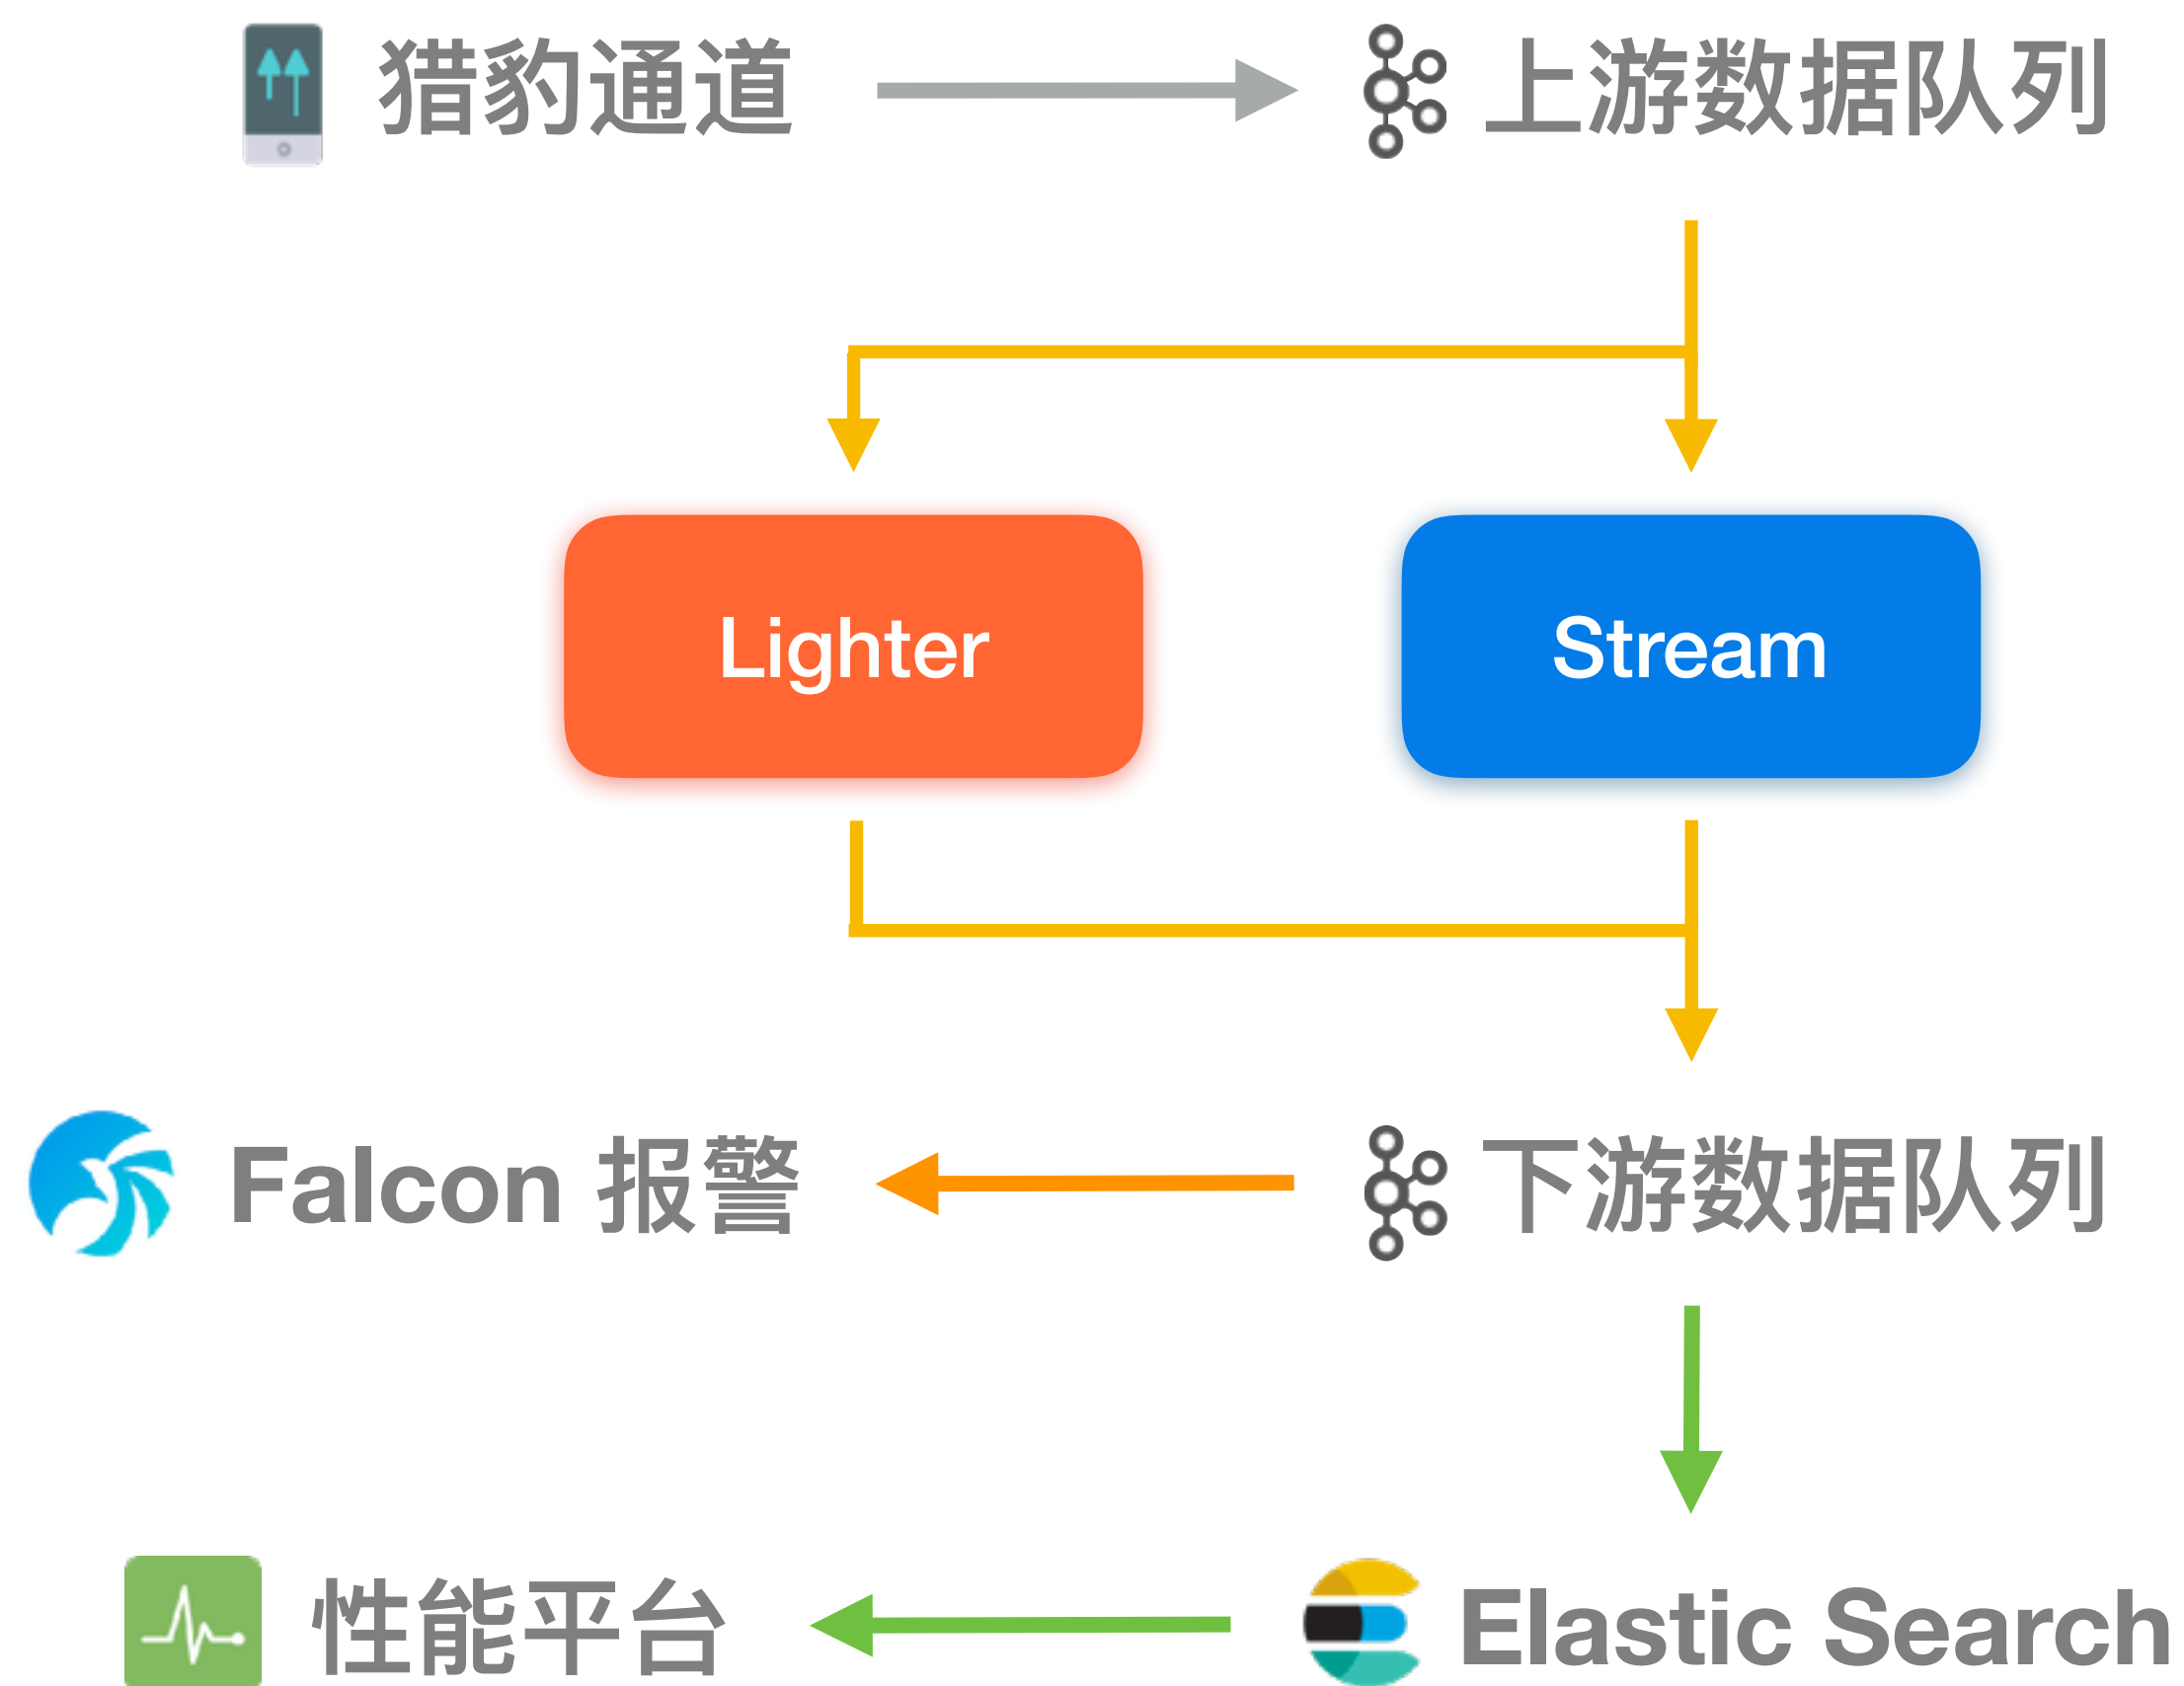 猎豹通道
上游数据队列
Lighter
Stream
Falcon 报警
下游数据队列
性能平台
Elastic Search